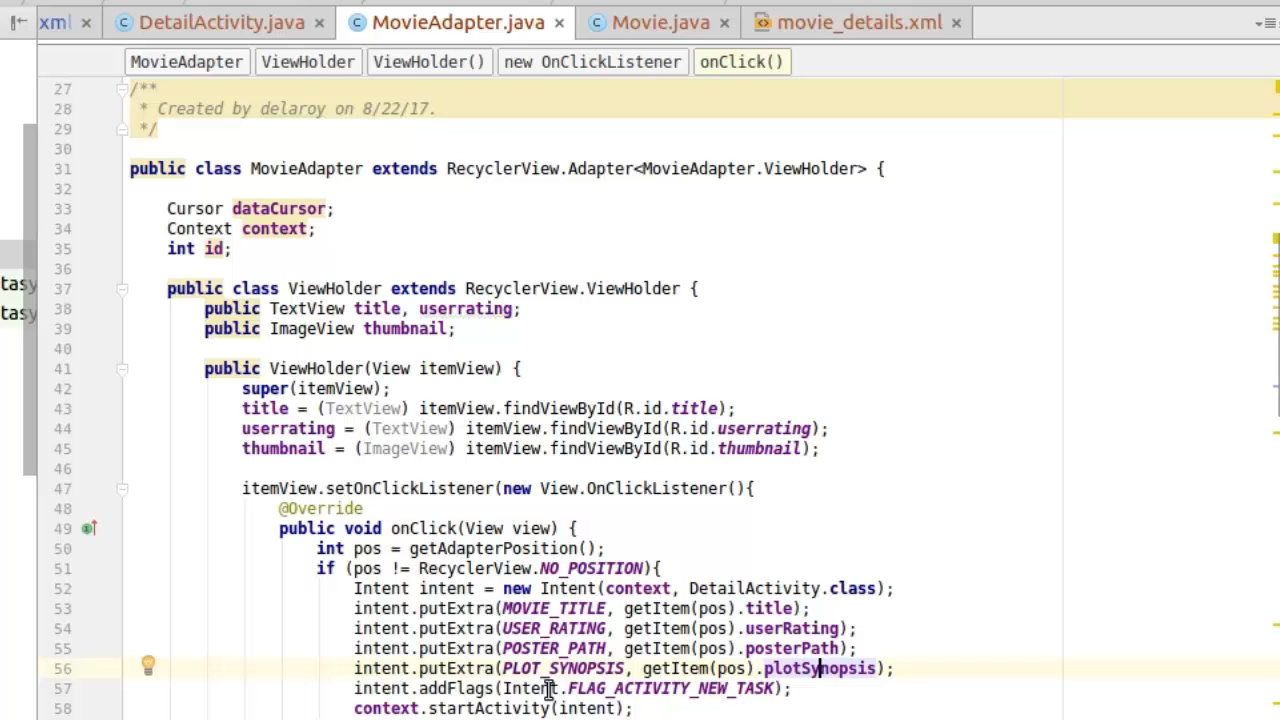 xml DetailActivity.java MovieAdapter.java Movie.java movie_details.xml
MovieAdapter ViewHolder ViewHolder() new OnClickListener onClick()
27 /**
28 * Created by delaroy on 8/22/17.
29 */
30
31 public class MovieAdapter extends RecyclerView.Adapter<MovieAdapter.ViewHolder> {
32
33 Cursor dataCursor;
34 Context context;
35 int id;
36
37 public class ViewHolder extends RecyclerView.ViewHolder {
38 public TextView title, userrating;
39 public ImageView thumbnail;
40
41 public ViewHolder(View itemView) {
42 super(itemView);
43 title = (TextView) itemView.findViewById(R.id.title);
44 userrating = (TextView) itemView.findViewById(R.id.userrating);
45 thumbnail = (ImageView) itemView.findViewById(R.id.thumbnail);
46
47 itemView.setOnClickListener(new View.OnClickListener(){
48 @Override
49 public void onClick(View view) {
50 int pos = getAdapterPosition();
51 if (pos != RecyclerView.NO_POSITION){
52 Intent intent = new Intent(context, DetailActivity.class);
53 intent.putExtra(MOVIE_TITLE, getItem(pos).title);
54 intent.putExtra(USER_RATING, getItem(pos).userRating);
55 intent.putExtra(POSTER_PATH, getItem(pos).posterPath);
56 intent.putExtra(PLOT_SYNOPSIS, getItem(pos).plotSynopsis);
57 intent.addFlags(Intent.FLAG_ACTIVITY_NEW_TASK);
58 context.startActivity(intent);
tasy
tasy